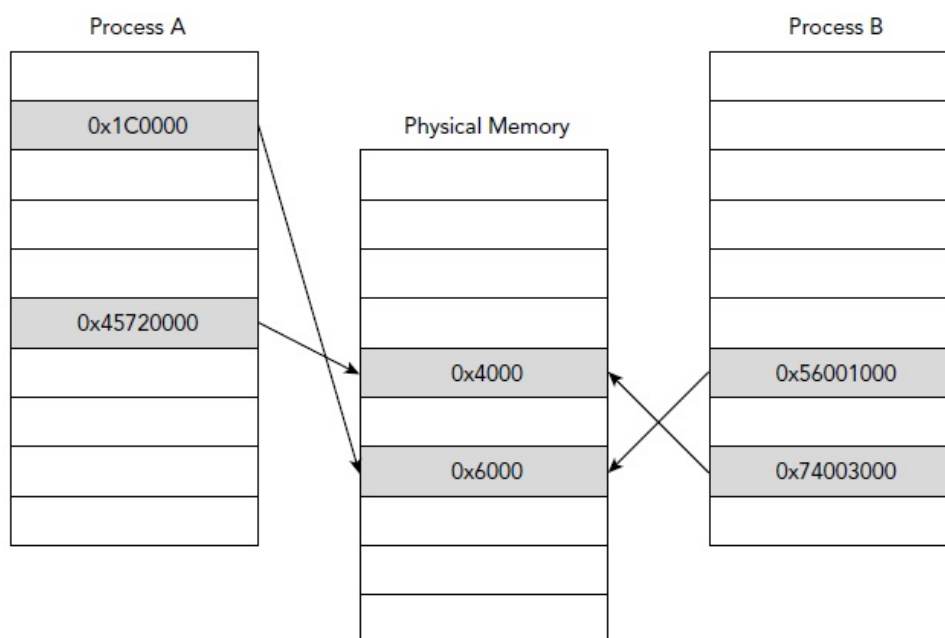 Process A
0x1C0000
0x45720000
Physical Memory
0x4000
0x6000
Process B
0x56001000
0x74003000